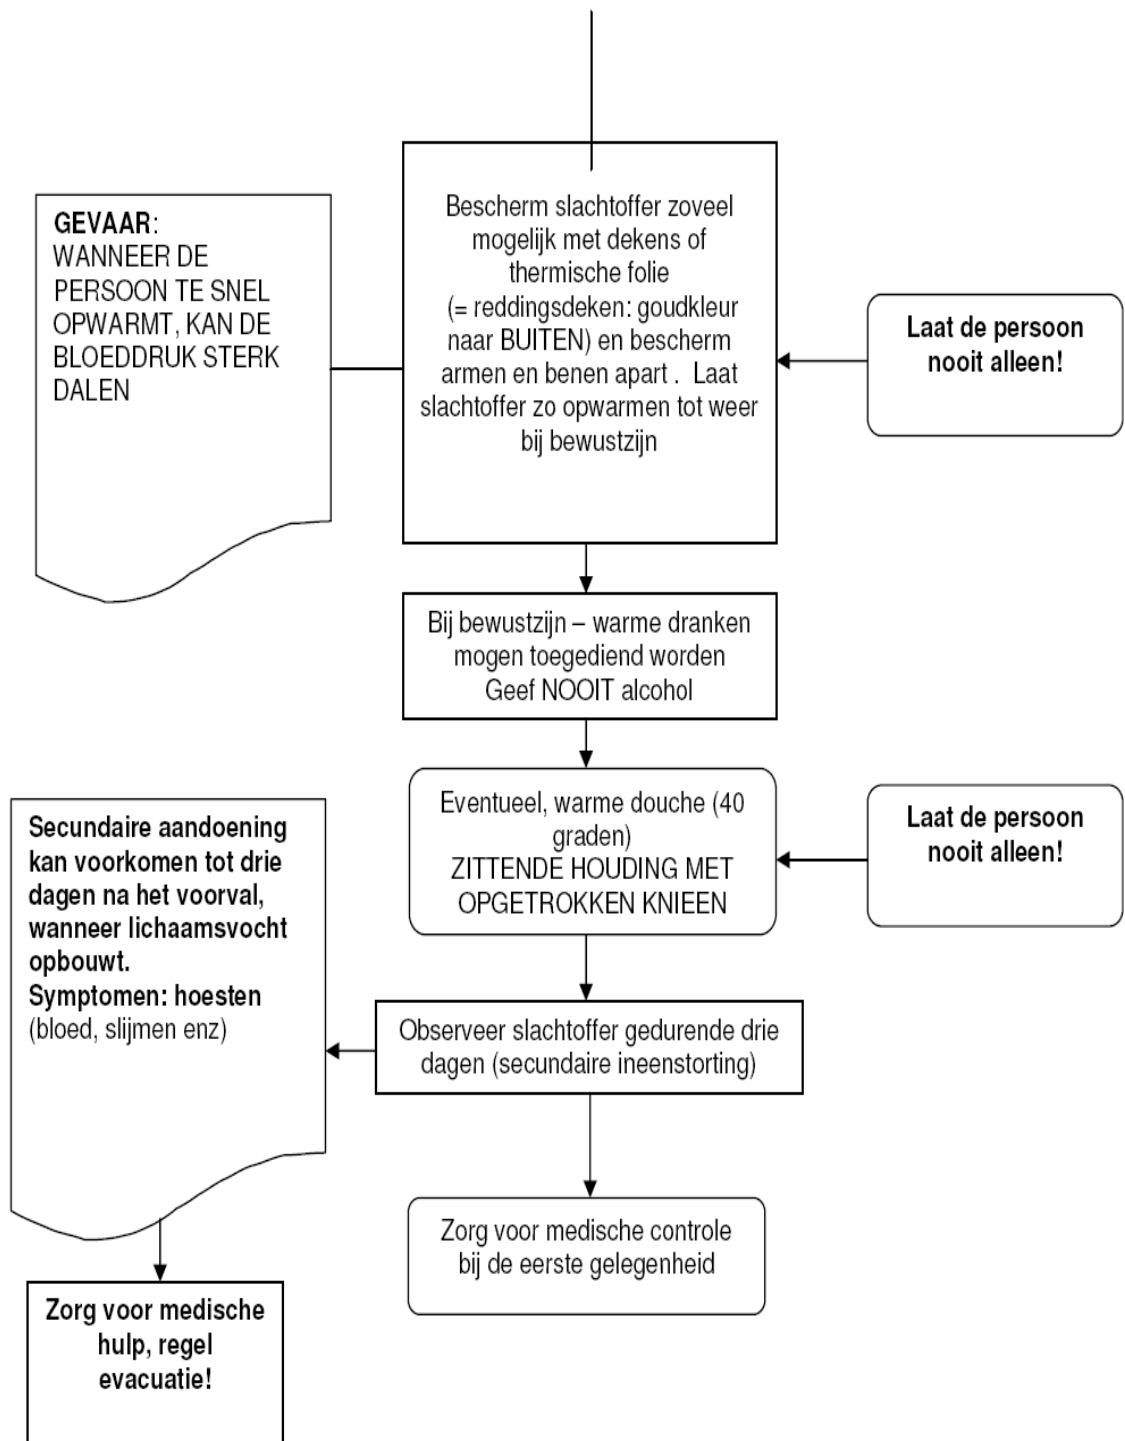 GEVAAR:
WANNEER DE
PERSOON TE SNEL
OPWARMT, KAN DE
BLOEDDRUK STERK
DALEN
Bescherm slachtoffer zoveel
mogelijk met dekens of
thermische folie
(= reddingsdeken: goudkleur
naar BUITEN) en bescherm
armen en benen apart . Laat
slachtoffer zo opwarmen tot weer
bij bewustzijn
Laat de persoon
nooit alleen!
Bij bewustzijn – warme dranken
mogen toegediend worden
Geef NOOIT alcohol
Eventueel, warme douche (40
graden)
ZITTENDE HOUDING MET
OPGETROKKEN KNIEEN
Laat de persoon
nooit alleen!
Secundaire aandoening
kan voorkomen tot drie
dagen na het voorval,
wanneer lichaamsvocht
opbouwt.
Symptomen: hoesten
(bloed, slijmen enz)
Observeer slachtoffer gedurende drie
dagen (secundaire ineenstorting)
Zorg voor medische controle
bij de eerste gelegenheid
Zorg voor medische
hulp, regel
evacuatie!